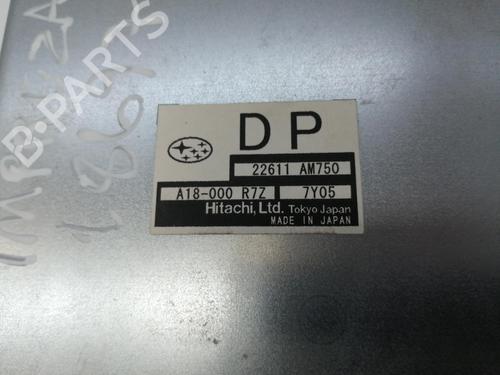 B-PARTS
DP
22611 AM750
A18-000 R7Z 7Y05
Hitachi, Ltd. Tokyo Japan
MADE IN JAPAN